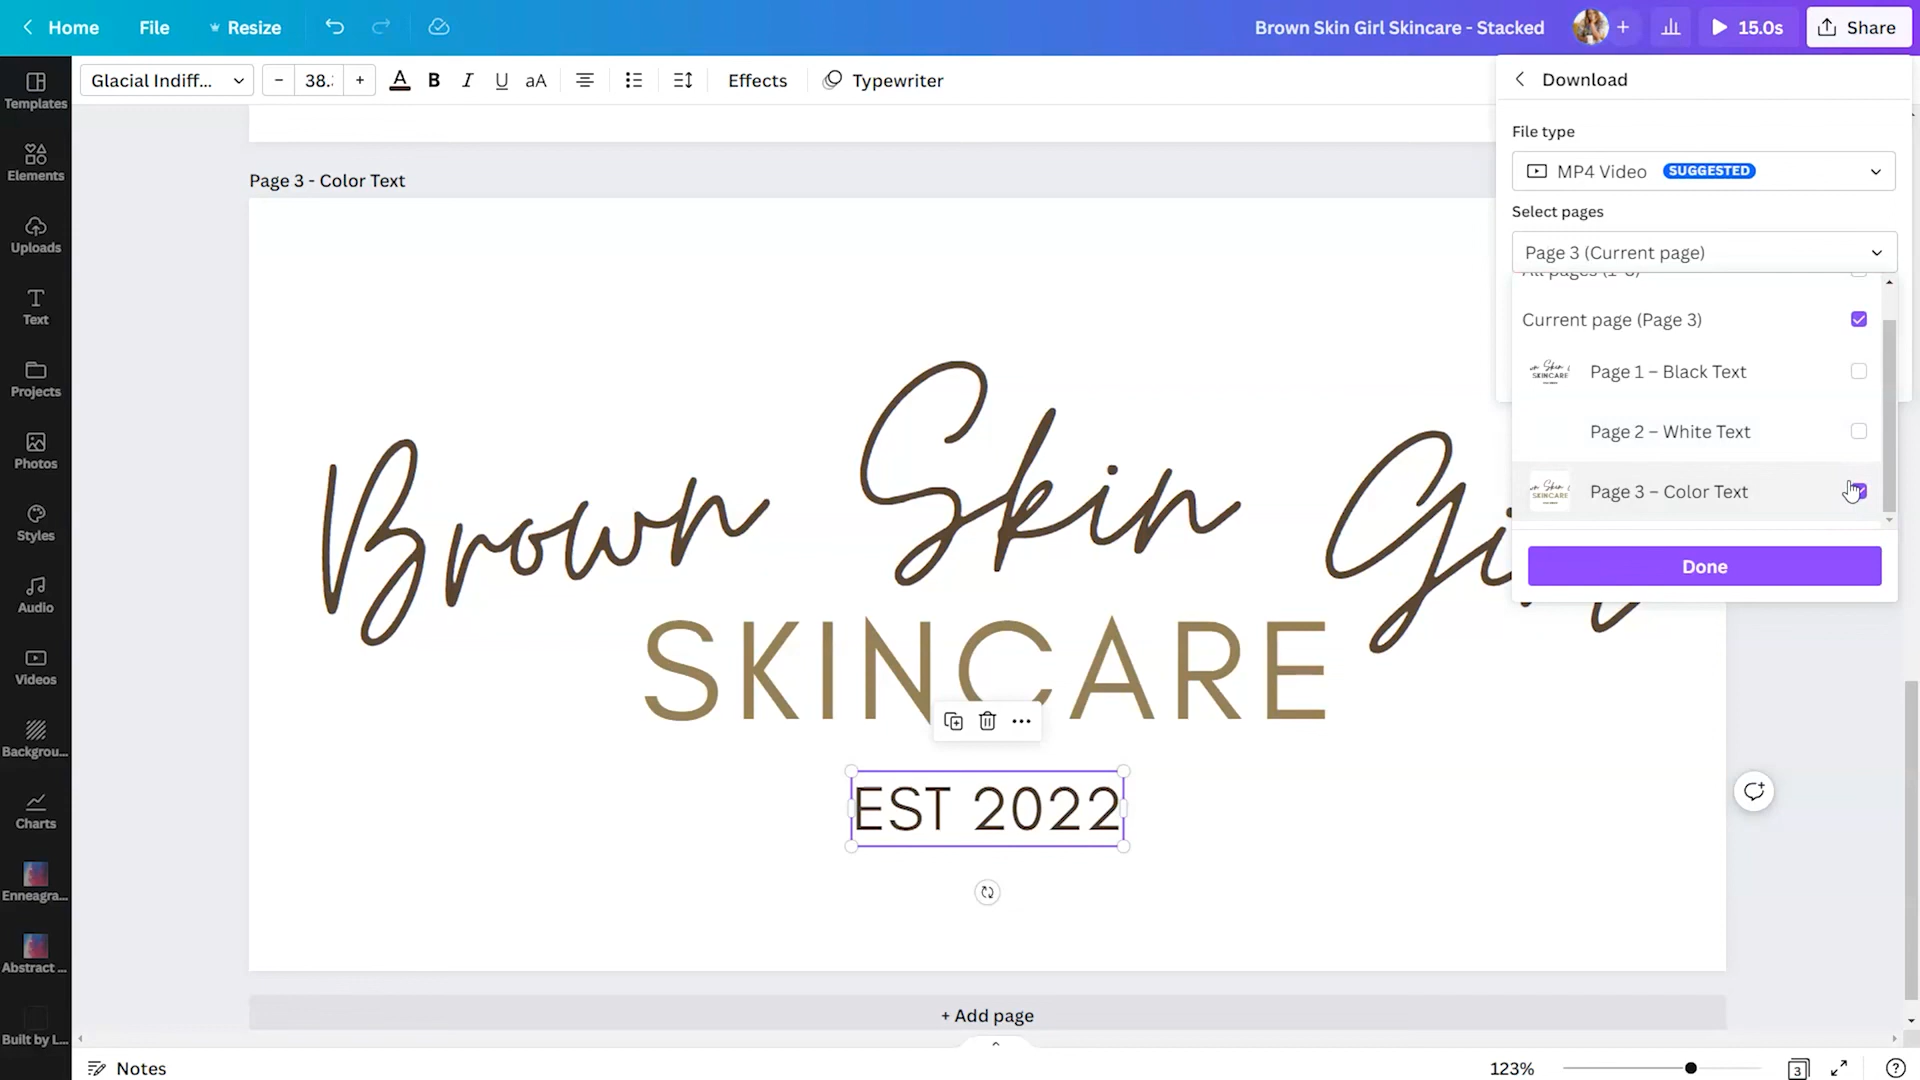 Home File Resize Brown Skin Girl Skincare - Stacked + 15.0s Share
Glacial Indiff... - 38. + A B I U aA Effects Typewriter
Download
File type
MP4 Video SUGGESTED
Select pages
Page 3 (Current page)
Current page (Page 3)
Page 1 – Black Text
Page 2 – White Text
Page 3 – Color Text
Done
Templates
Elements
Uploads
Text
Projects
Photos
Styles
Audio
Videos
Backgrou...
Charts
Enneagra...
Abstract ...
Built by L...
Page 3 - Color Text
Brown Skin Girl
SKINCARE
EST 2022
+ Add page
Notes
123%
3
?